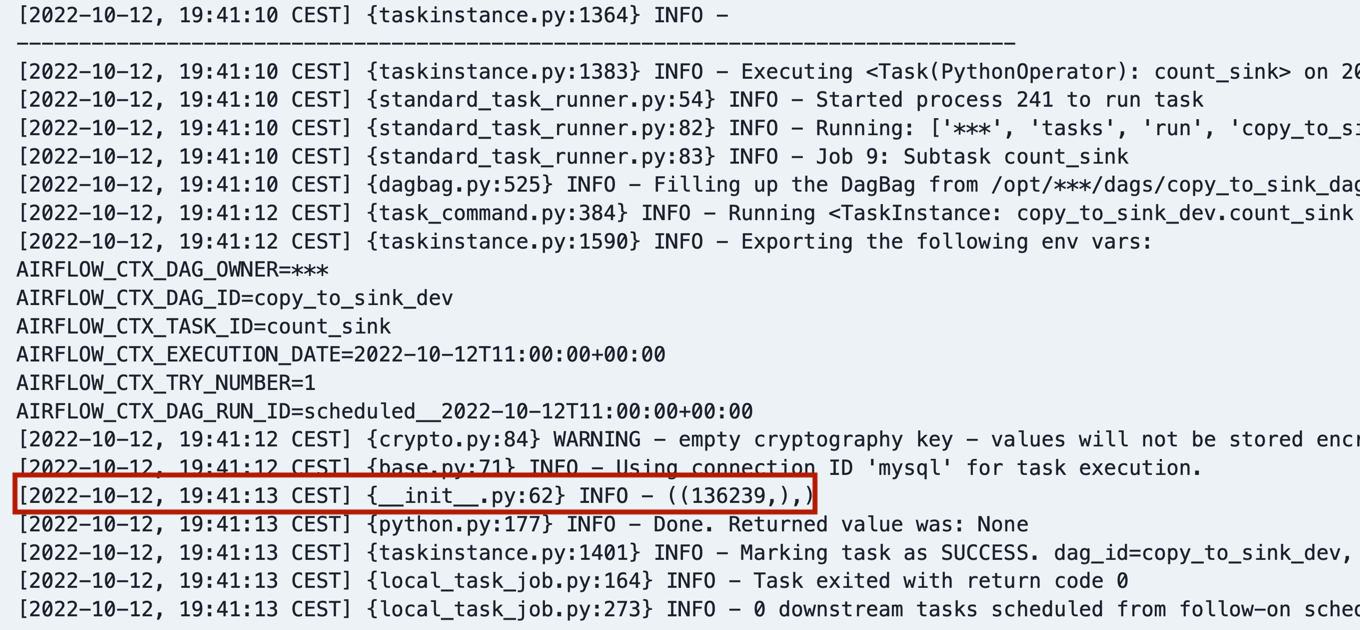 [2022-10-12, 19:41:10 CEST] {taskinstance.py:1364} INFO -
--------------------------------------------------------------------------------
[2022-10-12, 19:41:10 CEST] {taskinstance.py:1383} INFO - Executing <Task(PythonOperator): count_sink> on 20
[2022-10-12, 19:41:10 CEST] {standard_task_runner.py:54} INFO - Started process 241 to run task
[2022-10-12, 19:41:10 CEST] {standard_task_runner.py:82} INFO - Running: ['***', 'tasks', 'run', 'copy_to_si
[2022-10-12, 19:41:10 CEST] {standard_task_runner.py:83} INFO - Job 9: Subtask count_sink
[2022-10-12, 19:41:10 CEST] {dagbag.py:525} INFO - Filling up the DagBag from /opt/***/dags/copy_to_sink_dag
[2022-10-12, 19:41:12 CEST] {task_command.py:384} INFO - Running <TaskInstance: copy_to_sink_dev.count_sink
[2022-10-12, 19:41:12 CEST] {taskinstance.py:1590} INFO - Exporting the following env vars:
AIRFLOW_CTX_DAG_OWNER=***
AIRFLOW_CTX_DAG_ID=copy_to_sink_dev
AIRFLOW_CTX_TASK_ID=count_sink
AIRFLOW_CTX_EXECUTION_DATE=2022-10-12T11:00:00+00:00
AIRFLOW_CTX_TRY_NUMBER=1
AIRFLOW_CTX_DAG_RUN_ID=scheduled__2022-10-12T11:00:00+00:00
[2022-10-12, 19:41:12 CEST] {crypto.py:84} WARNING - empty cryptography key - values will not be stored encr
[2022-10-12, 19:41:12 CEST] {base.py:71} INFO - Using connection ID 'mysql' for task execution.
[2022-10-12, 19:41:13 CEST] {__init__.py:62} INFO - ((136239,),)
[2022-10-12, 19:41:13 CEST] {python.py:177} INFO - Done. Returned value was: None
[2022-10-12, 19:41:13 CEST] {taskinstance.py:1401} INFO - Marking task as SUCCESS. dag_id=copy_to_sink_dev,
[2022-10-12, 19:41:13 CEST] {local_task_job.py:164} INFO - Task exited with return code 0
[2022-10-12, 19:41:13 CEST] {local_task_job.py:273} INFO - 0 downstream tasks scheduled from follow-on sched